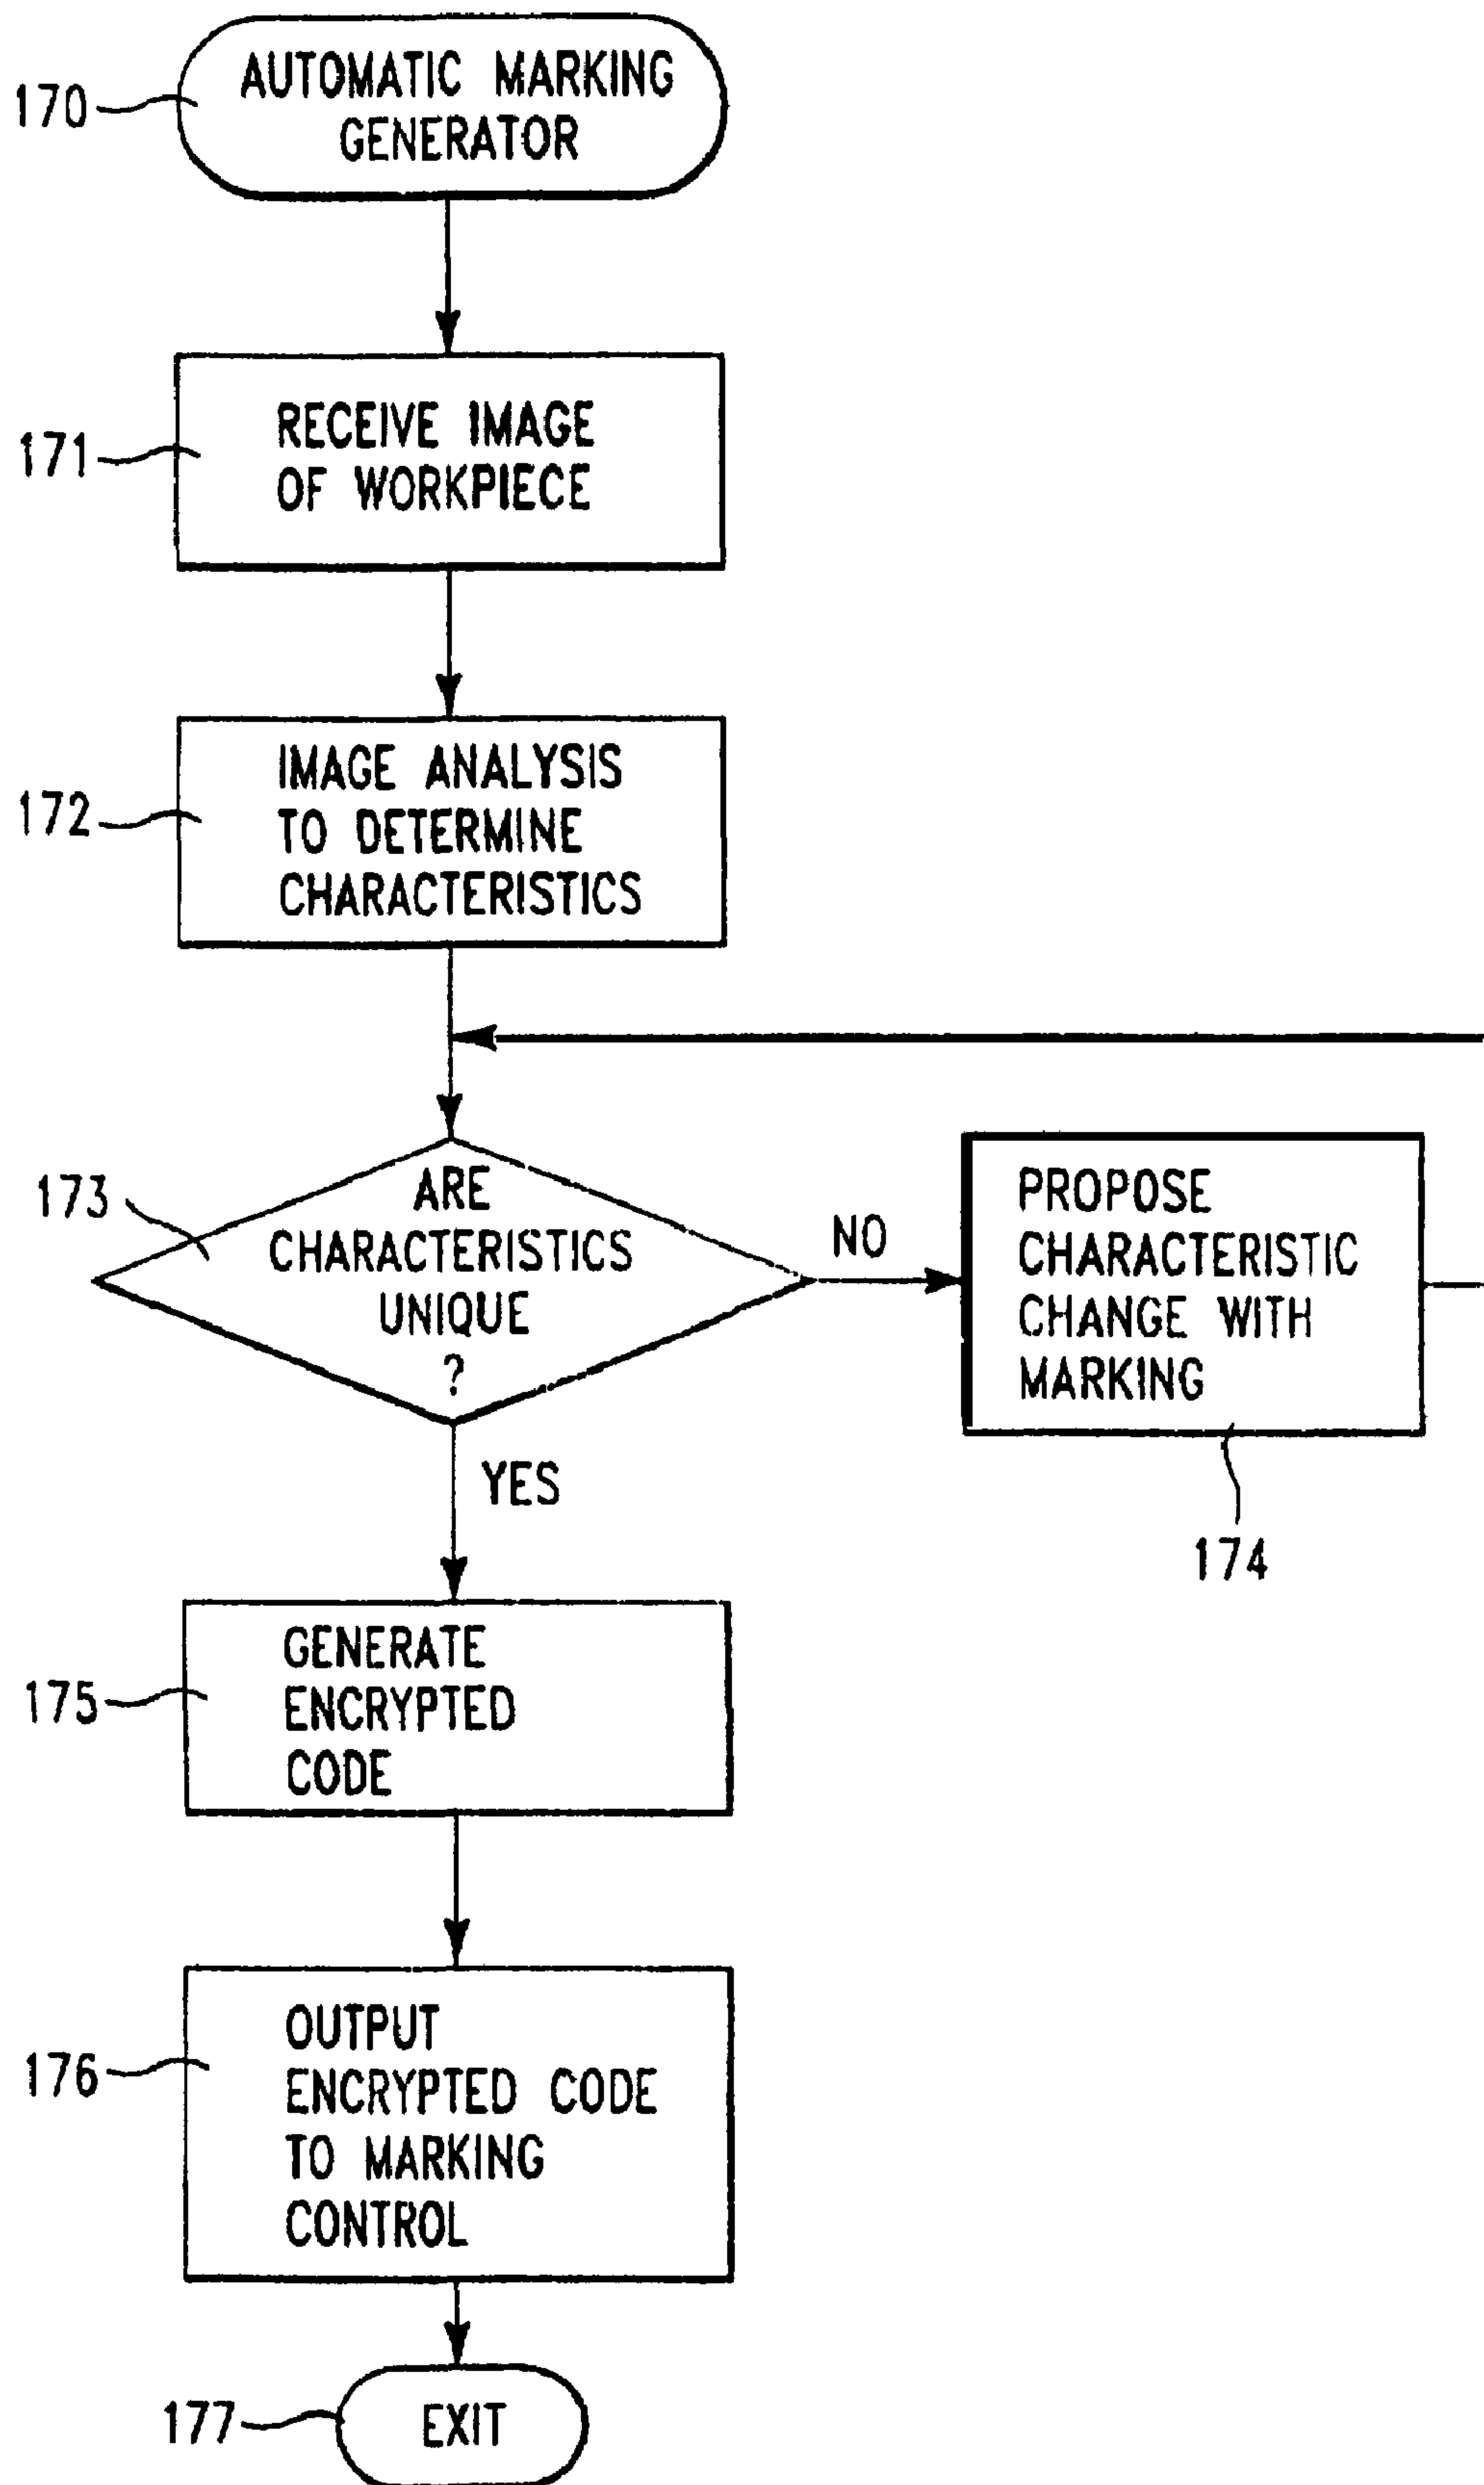 170
AUTOMATIC MARKING
GENERATOR
171
RECEIVE IMAGE
OF WORKPIECE
172
IMAGE ANALYSIS
TO DETERMINE
CHARACTERISTICS
173
ARE
CHARACTERISTICS
UNIQUE
?
NO
PROPOSE
CHARACTERISTIC
CHANGE WITH
MARKING
174
YES
175
GENERATE
ENCRYPTED
CODE
176
OUTPUT
ENCRYPTED CODE
TO MARKING
CONTROL
177
EXIT